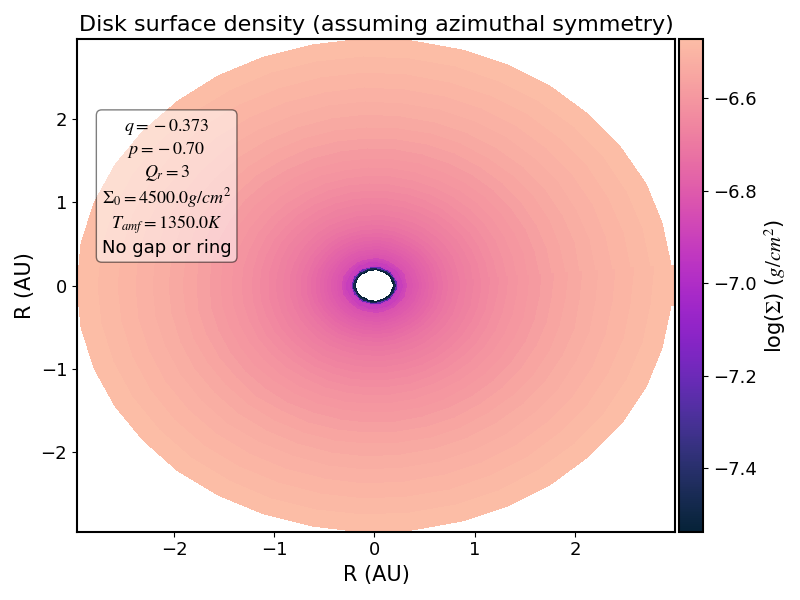 Disk surface density (assuming azimuthal symmetry)
q = −0.373
p = −0.70
Q_r = 3
Σ_0 = 4500.0g/cm^2
T_amf = 1350.0K
No gap or ring
2
1
0
−1
−2
R (AU)
−2
−1
0
1
2
R (AU)
−6.6
−6.8
−7.0
−7.2
−7.4
log(Σ) (g/cm^2)